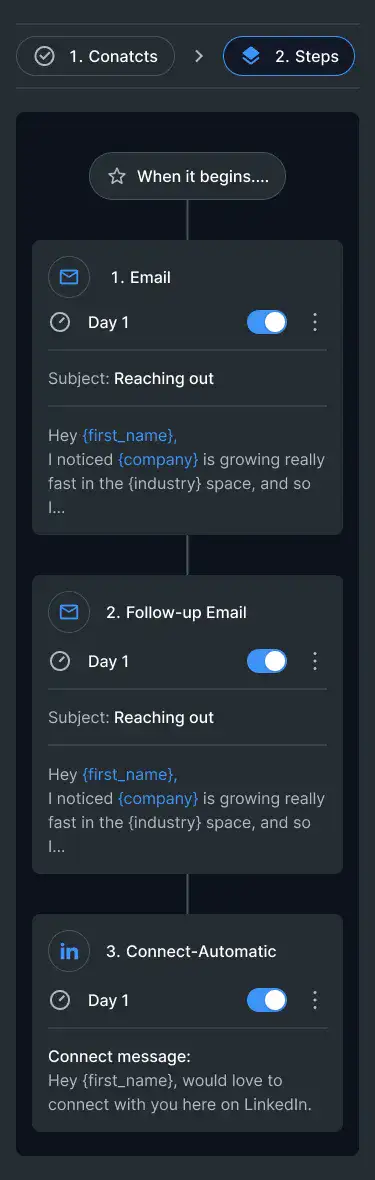 1. Conatcts
2. Steps
When it begins....
1. Email
Day 1
Subject: Reaching out
Hey {first_name},
I noticed {company} is growing really
fast in the {industry} space, and so
I...
2. Follow-up Email
Day 1
Subject: Reaching out
Hey {first_name},
I noticed {company} is growing really
fast in the {industry} space, and so
I...
in
3. Connect-Automatic
Day 1
Connect message:
Hey {first_name}, would love to
connect with you here on LinkedIn.